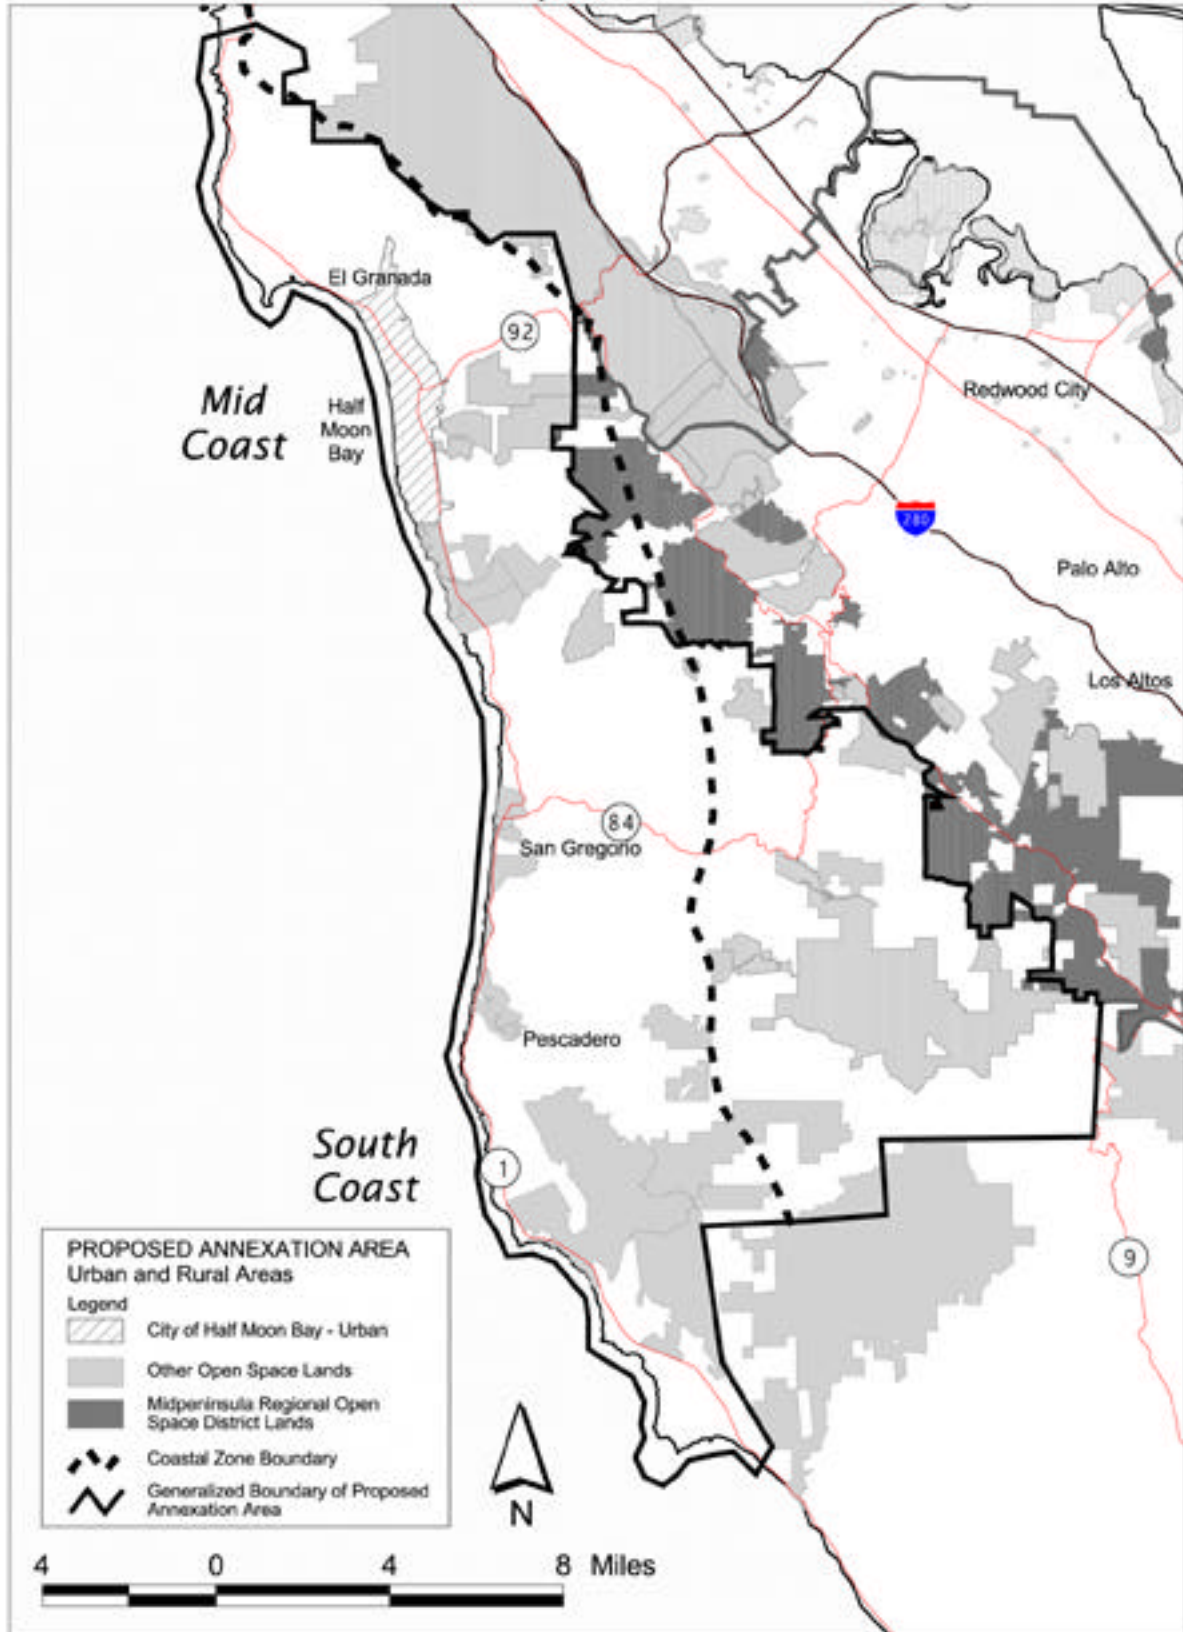 El Granada
92
Mid
Coast
Half
Moon
Bay
Redwood City
280
Palo Alto
Los Altos
84
San Gregorio
Pescadero
South
Coast
1
9
PROPOSED ANNEXATION AREA
Urban and Rural Areas
Legend
City of Half Moon Bay - Urban
Other Open Space Lands
Midpeninsula Regional Open
Space District Lands
Coastal Zone Boundary
Generalized Boundary of Proposed
Annexation Area
N
4 0 4 8 Miles